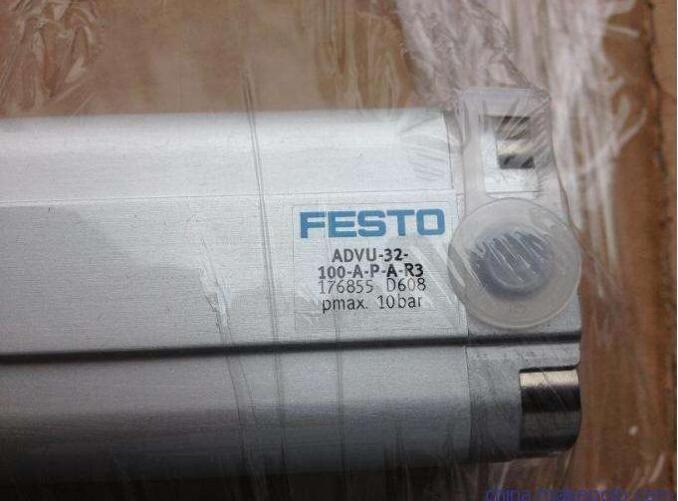 FESTO
ADVU-32-
100-A-P-A-R3
176855 D608
pmax. 10bar